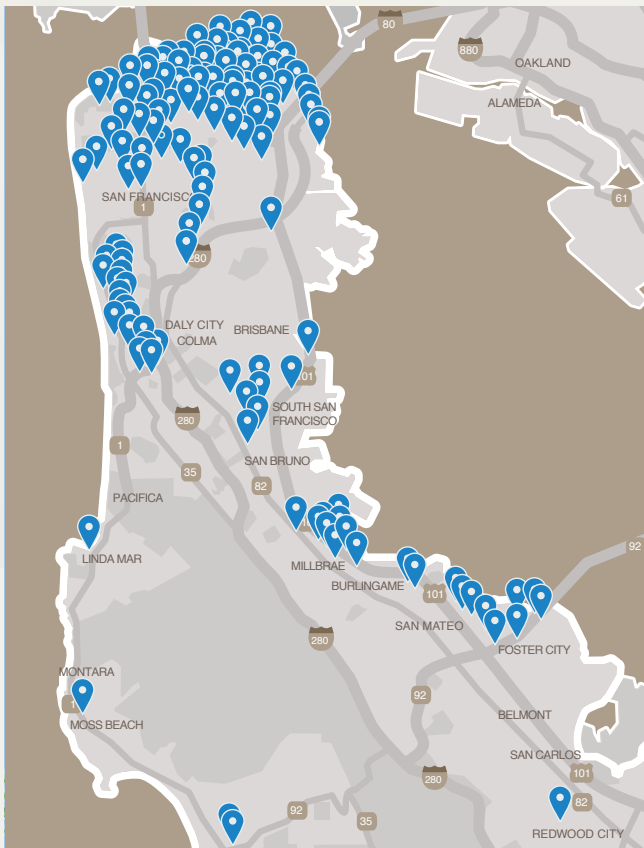 80
880
OAKLAND
ALAMEDA
61
SAN FRANCISC
1
280
DALY CITY
COLMA
BRISBANE
101
SOUTH SAN
FRANCISCO
280
1
SAN BRUNO
35
82
PACIFICA
LINDA MAR
MILLBRAE
92
BURLINGAME
101
SAN MATEO
280
FOSTER CITY
MONTARA
92
MOSS BEACH
BELMONT
SAN CARLOS
101
280
82
92
35
REDWOOD CITY